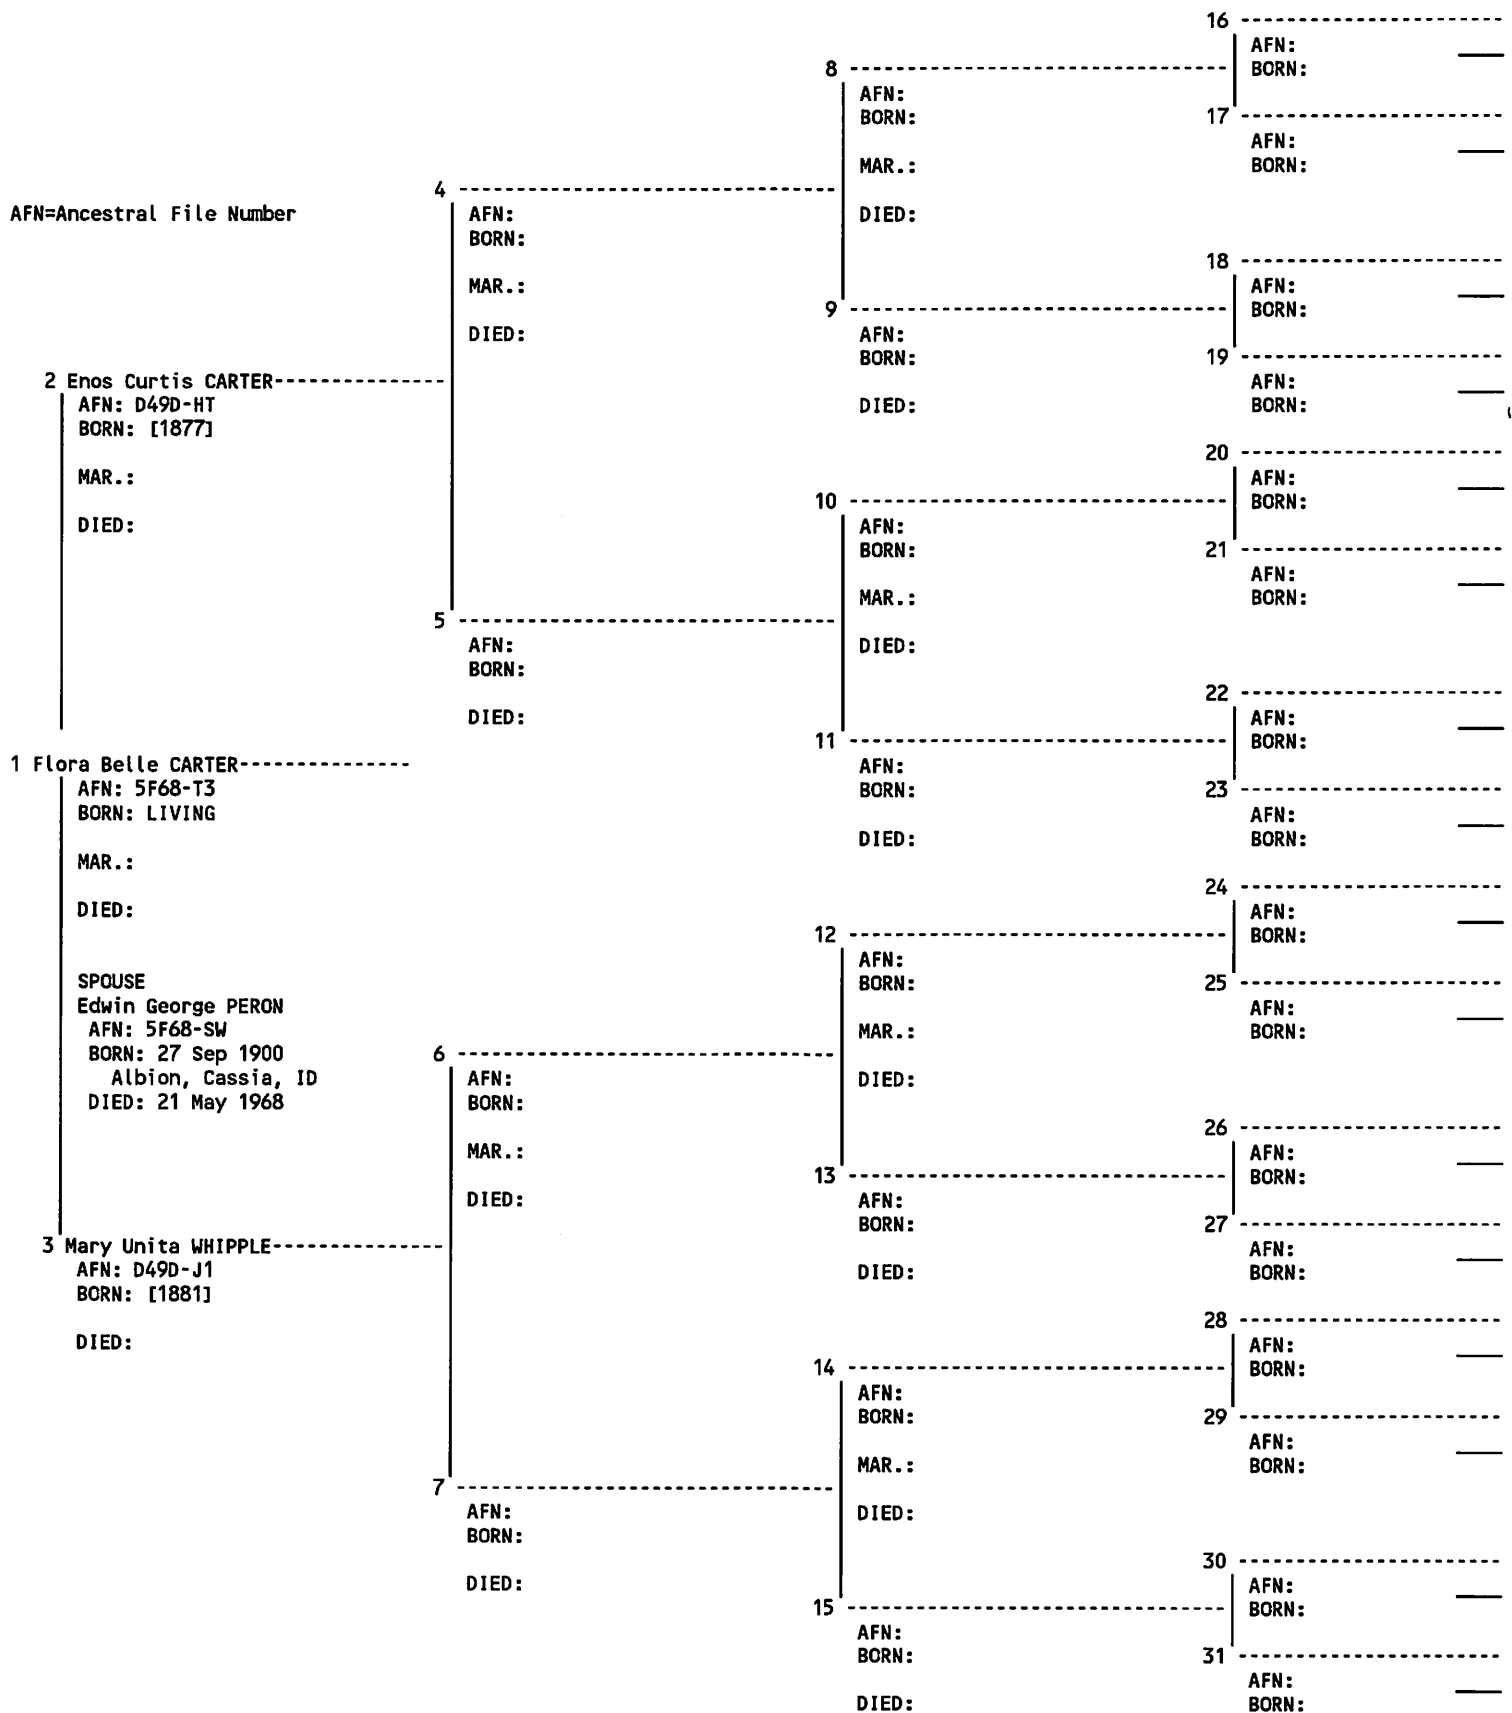 AFN=Ancestral File Number
1 Flora Belle CARTER------------
AFN: 5F68-T3
BORN: LIVING
MAR.:
DIED:
SPOUSE
Edwin George PERON
AFN: 5F68-SW
BORN: 27 Sep 1900
Albion, Cassia, ID
DIED: 21 May 1968
2 Enos Curtis CARTER------------
AFN: D49D-HT
BORN: [1877]
MAR.:
DIED:
3 Mary Unita WHIPPLE------------
AFN: D49D-J1
BORN: [1881]
DIED:
4
AFN:
BORN:
MAR.:
DIED:
5
AFN:
BORN:
DIED:
6
AFN:
BORN:
MAR.:
DIED:
7
AFN:
BORN:
DIED:
8
AFN:
BORN:
MAR.:
DIED:
9
AFN:
BORN:
DIED:
10
AFN:
BORN:
MAR.:
DIED:
11
AFN:
BORN:
DIED:
12
AFN:
BORN:
MAR.:
DIED:
13
AFN:
BORN:
DIED:
14
AFN:
BORN:
MAR.:
DIED:
15
AFN:
BORN:
DIED:
16
AFN:
BORN:
17
AFN:
BORN:
18
AFN:
BORN:
19
AFN:
BORN:
20
AFN:
BORN:
21
AFN:
BORN:
22
AFN:
BORN:
23
AFN:
BORN:
24
AFN:
BORN:
25
AFN:
BORN:
26
AFN:
BORN:
27
AFN:
BORN:
28
AFN:
BORN:
29
AFN:
BORN:
30
AFN:
BORN:
31
AFN:
BORN: